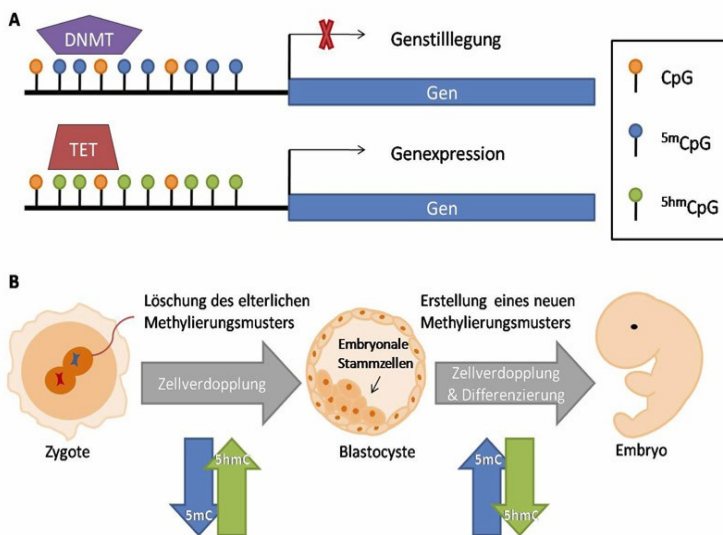 A
DNMT
Genstilllegung
Gen
TET
Genexpression
Gen
CpG
5mCpG
5hmCpG
B
Löschung des elterlichen
Methylierungsmusters
Zellverdopplung
Embryonale
Stammzellen
Erstellung eines neuen
Methylierungsmusters
Zellverdopplung
& Differenzierung
Zygote
Blastocyste
Embryo
5mC
5hmC
5mC
5hmC